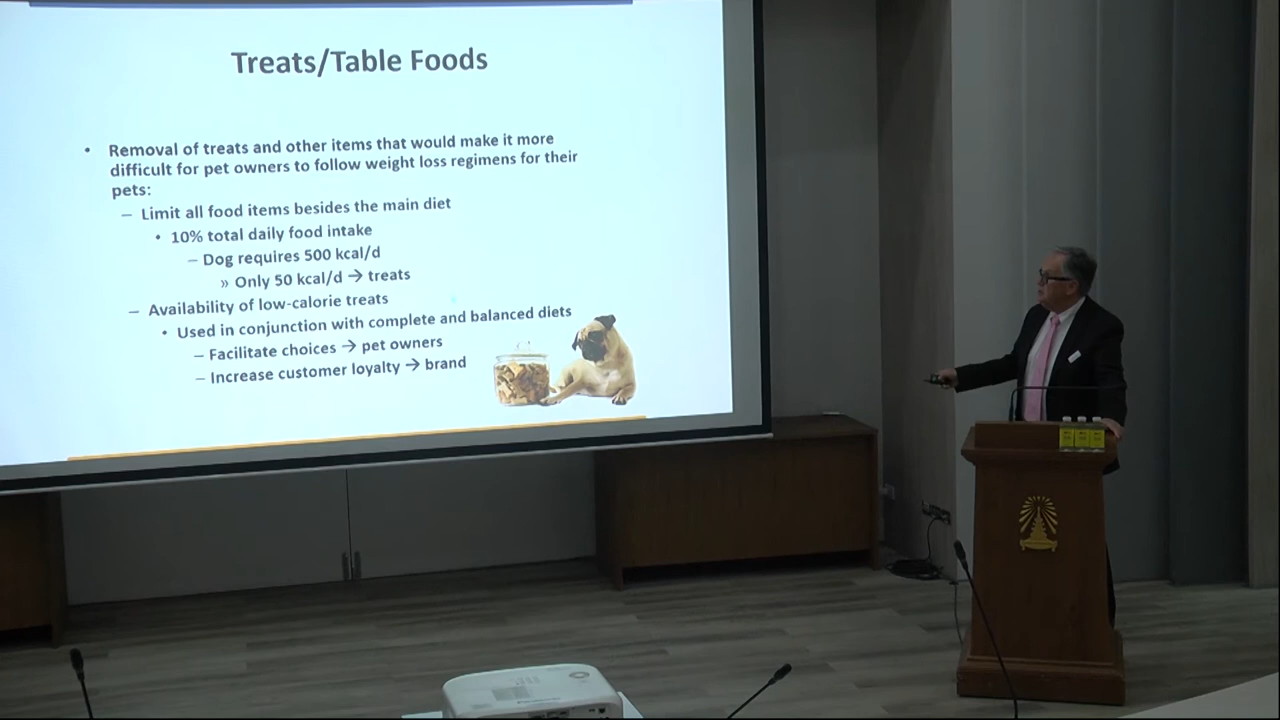 Treats/Table Foods
• Removal of treats and other items that would make it more
difficult for pet owners to follow weight loss regimens for their
pets:
– Limit all food items besides the main diet
• 10% total daily food intake
– Dog requires 500 kcal/d
» Only 50 kcal/d → treats
– Availability of low-calorie treats
• Used in conjunction with complete and balanced diets
– Facilitate choices → pet owners
– Increase customer loyalty → brand